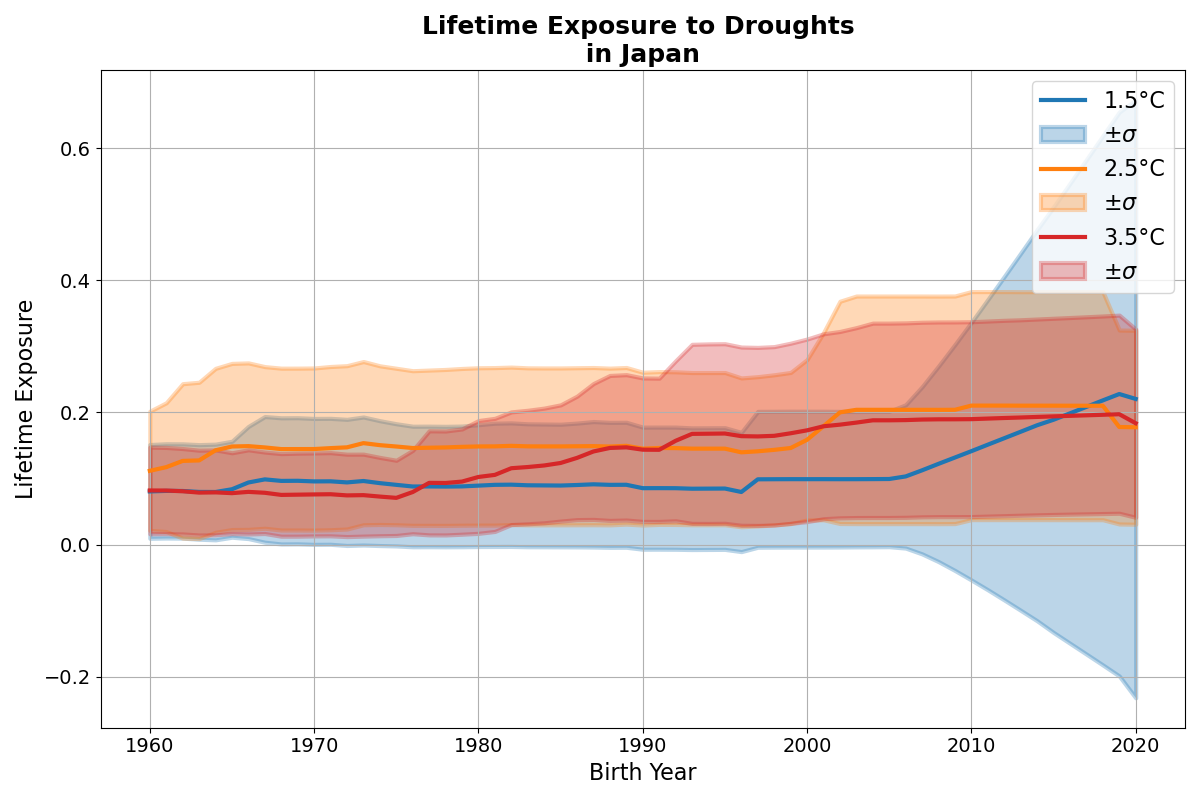 Lifetime Exposure to Droughts
in Japan
1.5°C
±σ
2.5°C
±σ
3.5°C
±σ
Lifetime Exposure
0.6
0.4
0.2
0.0
−0.2
1960 1970 1980 1990 2000 2010 2020
Birth Year